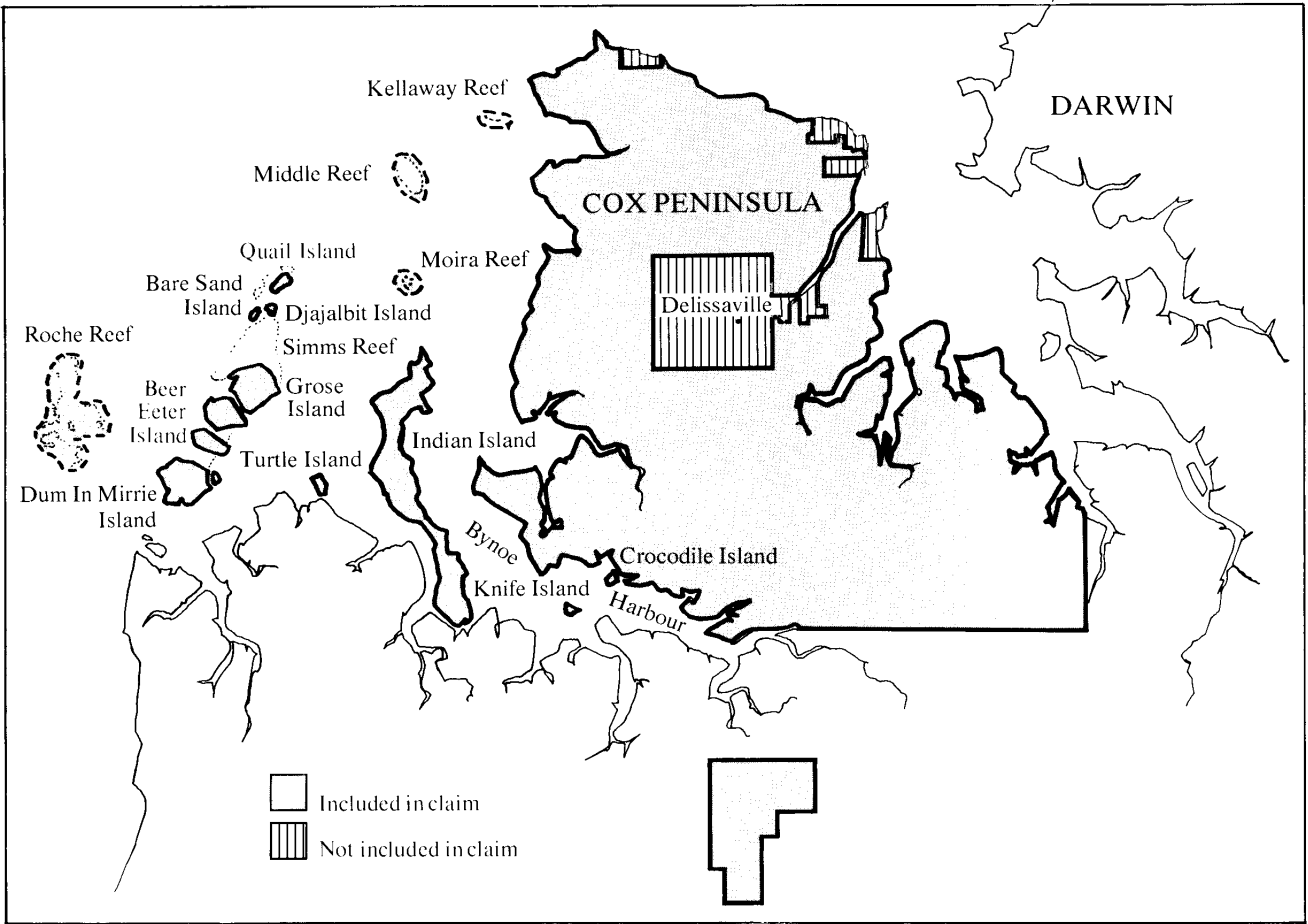 DARWIN
Kellaway Reef
Middle Reef
COX PENINSULA
Quail Island
Moira Reef
Bare Sand
Island
Djajalbit Island
Delissaville
Roche Reef
Simms Reef
Beer
Eeter
Island
Grose
Island
Indian Island
Turtle Island
Dum In Mirrie
Island
Bynoe
Crocodile Island
Knife Island
Harbour
Included in claim
Not included in claim